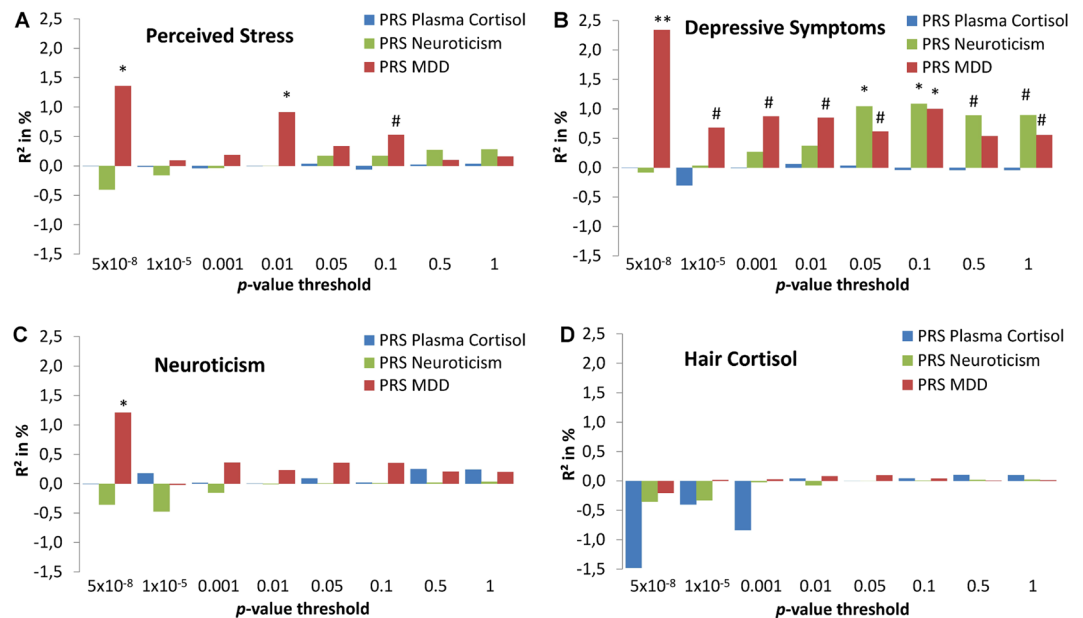 A
Perceived Stress
PRS Plasma Cortisol
PRS Neuroticism
PRS MDD
R² in %
2,5
2,0
1,5
1,0
0,5
0,0
-0,5
-1,0
-1,5
*
*
#
5x10-8 1x10-5 0.001 0.01 0.05 0.1 0.5 1
p-value threshold
B
Depressive Symptoms
PRS Plasma Cortisol
PRS Neuroticism
PRS MDD
R² in %
2,5
2,0
1,5
1,0
0,5
0,0
-0,5
-1,0
-1,5
** # # # * # * * # # #
5x10-8 1x10-5 0.001 0.01 0.05 0.1 0.5 1
p-value threshold
C
Neuroticism
PRS Plasma Cortisol
PRS Neuroticism
PRS MDD
R² in %
2,5
2,0
1,5
1,0
0,5
0,0
-0,5
-1,0
-1,5
*
5x10-8 1x10-5 0.001 0.01 0.05 0.1 0.5 1
p-value threshold
D
Hair Cortisol
PRS Plasma Cortisol
PRS Neuroticism
PRS MDD
R² in %
2,5
2,0
1,5
1,0
0,5
0,0
-0,5
-1,0
-1,5
5x10-8 1x10-5 0.001 0.01 0.05 0.1 0.5 1
p-value threshold